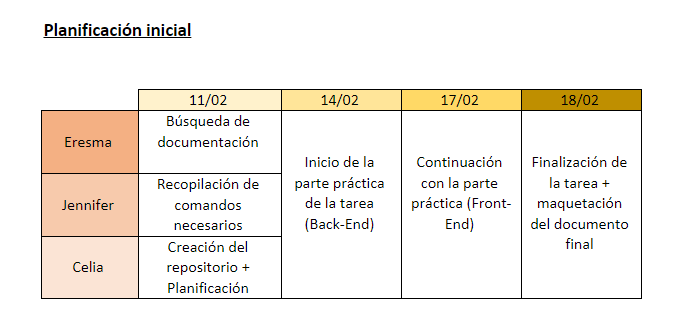 Planificación inicial
11/02
14/02
17/02
18/02
Eresma
Búsqueda de
documentación
Jennifer
Recopilación de
comandos
necesarios
Celia
Creación del
repositorio +
Planificación
Inicio de la
parte práctica
de la tarea
(Back-End)
Continuación
con la parte
práctica (Front-
End)
Finalización de
la tarea +
maquetación
del documento
final